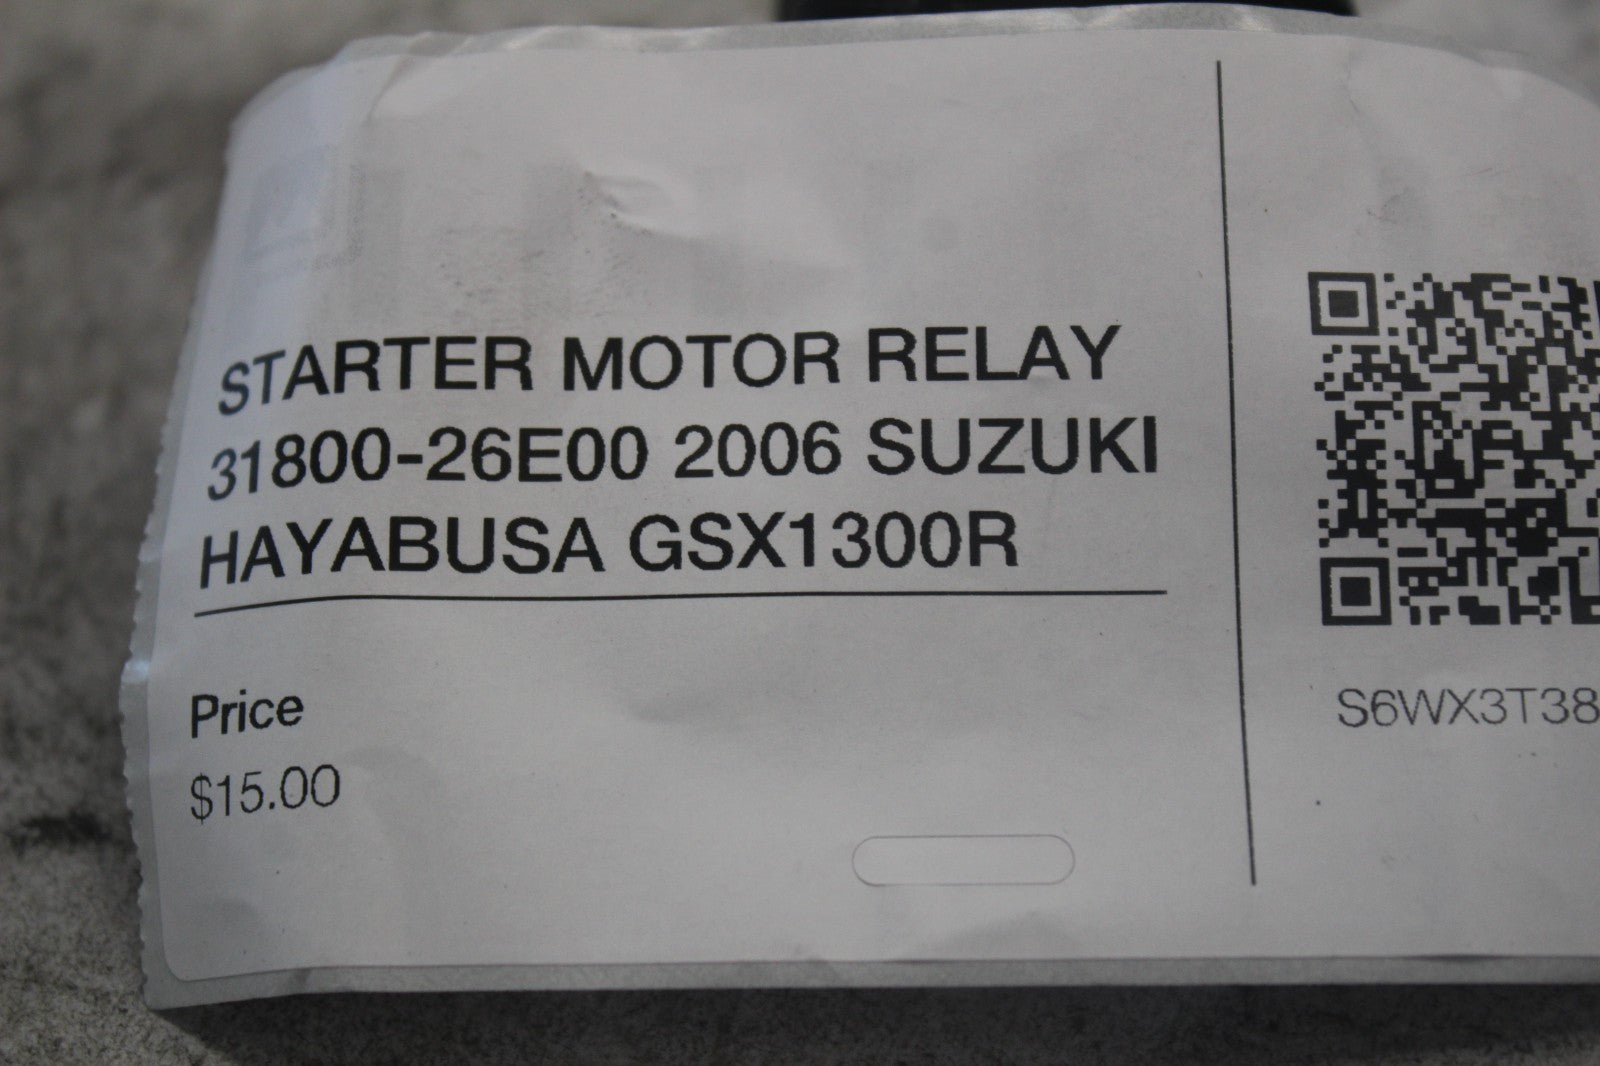 STARTER MOTOR RELAY
31800-26E00 2006 SUZUKI
HAYABUSA GSX1300R
Price
$15.00
S6WX3T38